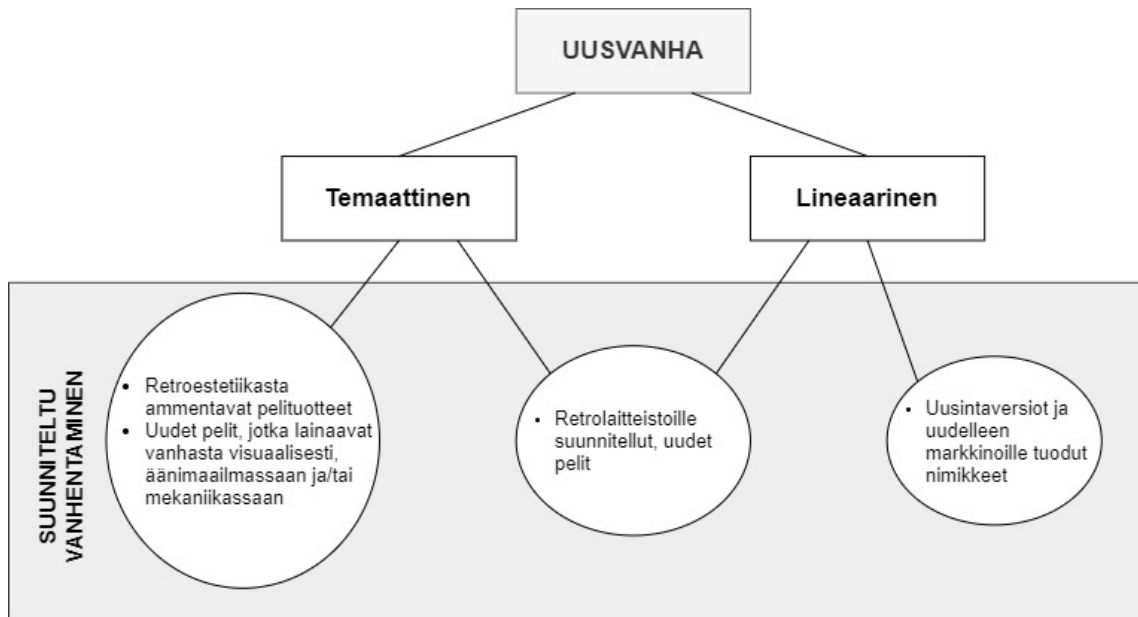 UUSVANHA
Temaattinen
Lineaarinen
SUUNNITELTU
VANHENTAMINEN
• Retroestetiikasta
ammentavat pelituotteet
• Uudet pelit, jotka lainaavat
vanhasta visuaalisesti,
äänimaailmassaan ja/tai
mekaniikassaan
• Retrolaitteistoille
suunnitellut, uudet
pelit
• Uusintaversiot ja
uudelleen
markkinoille tuodut
nimikkeet